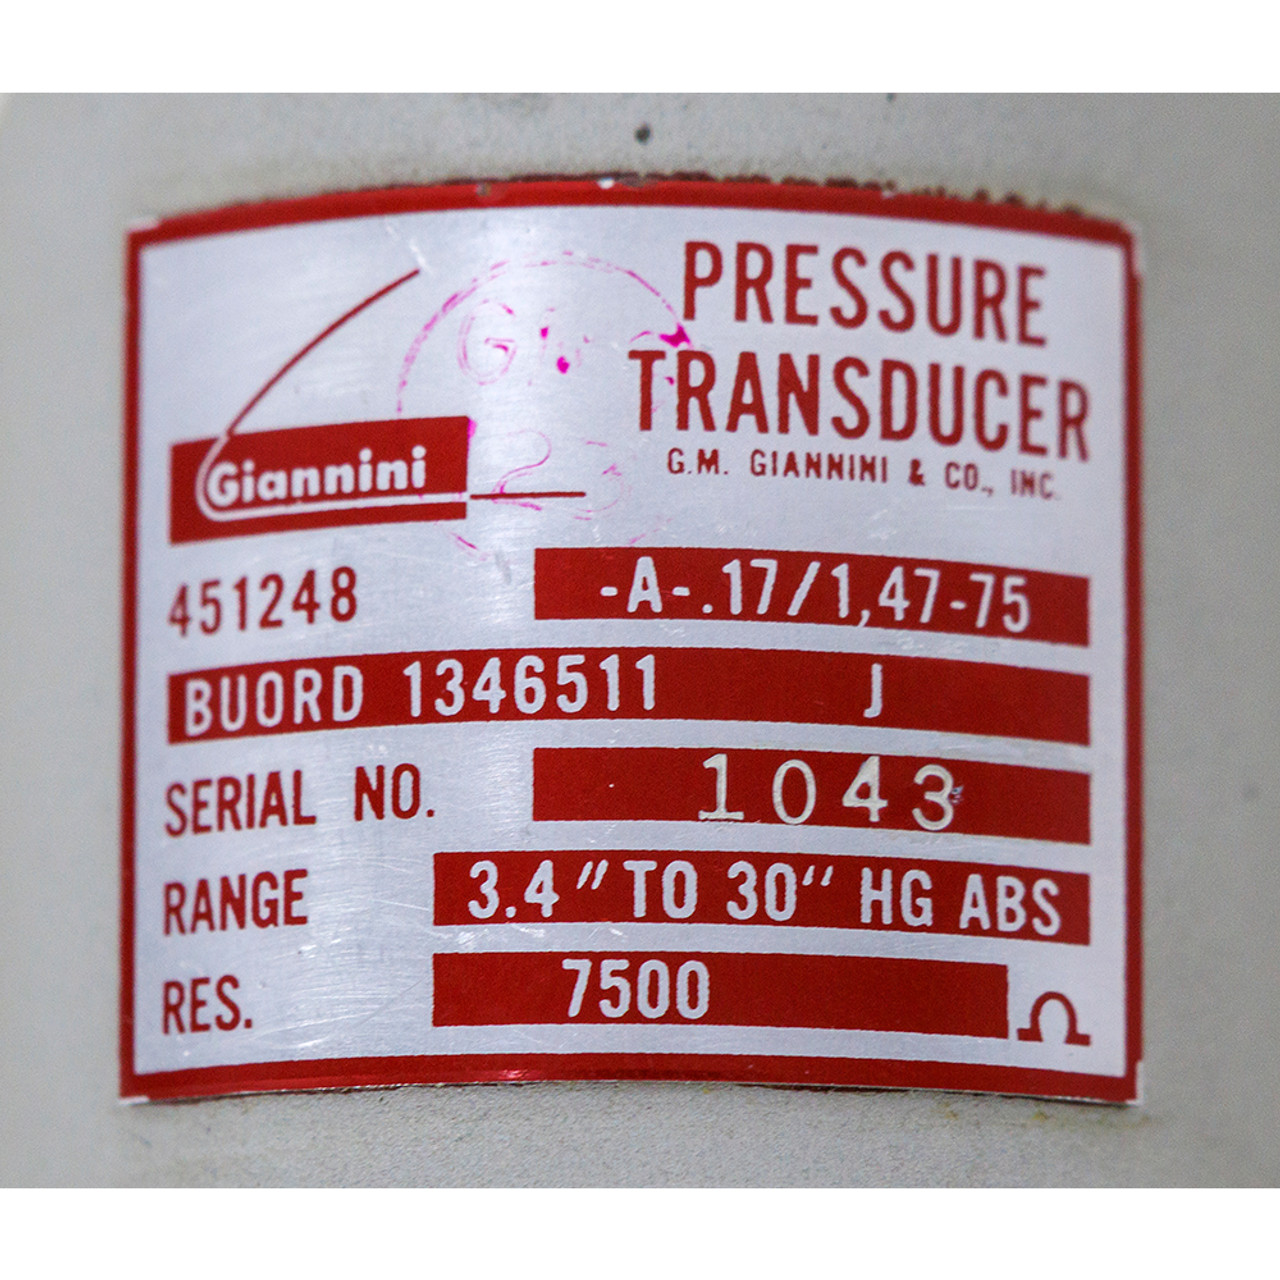 PRESSURE
TRANSDUCER
G.M. GIANNINI & CO., INC.
Giannini
451248 -A-.17/1,47-75
BUORD 1346511 J
SERIAL NO. 1043
RANGE 3.4" TO 30" HG ABS
RES. 7500 Ω